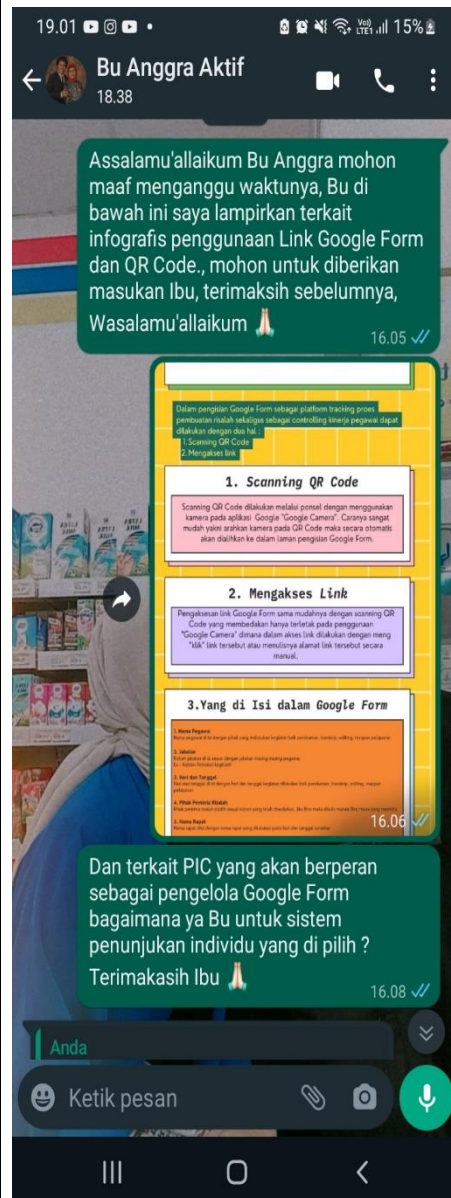 19.01
15%
Bu Anggra Aktif
18.38
Assalamu'allaikum Bu Anggra mohon
maaf menganggu waktunya, Bu di
bawah ini saya lampirkan terkait
infografis penggunaan Link Google Form
dan QR Code., mohon untuk diberikan
masukan Ibu, terimaksih sebelumnya,
Wasalamu'allaikum 🙏🏻
16.05
Dalam pengisian Google Form sebagai platform tracking proes
pembuatan risalah sekaligus sebagai controlling kinerja pegawai dapat
dilakukan dengan dua hal :
1. Scanning QR Code
2. Mengakses link
1. Scanning QR Code
Scanning QR Code dilakukan melalui ponsel dengan menggunakan
kamera pada aplikasi Google "Google Camera". Caranya sangat
mudah yakni arahkan kamera pada QR Code maka secara otomatis
akan dialihkan ke dalam laman pengisian Google Form.
2. Mengakses Link
Pengaksesan link Google Form sama mudahnya dengan scanning QR
Code yang membedakan hanya terletak pada penggunaan
"Google Camera" dimana dalam akses link dilakukan dengan meng
"klik" link tersebut atau menulisnya alamat link tersebut secara
manual.
3.Yang di Isi dalam Google Form
1. Nama Pegawai
2. Jabatan
3. Hari dan Tanggal
4. Pihak Peminta Risalah
5. Nama Rapat
16.06
Dan terkait PIC yang akan berperan
sebagai pengelola Google Form
bagaimana ya Bu untuk sistem
penunjukan individu yang di pilih ?
Terimakasih Ibu 🙏🏻
16.08
Anda
Ketik pesan